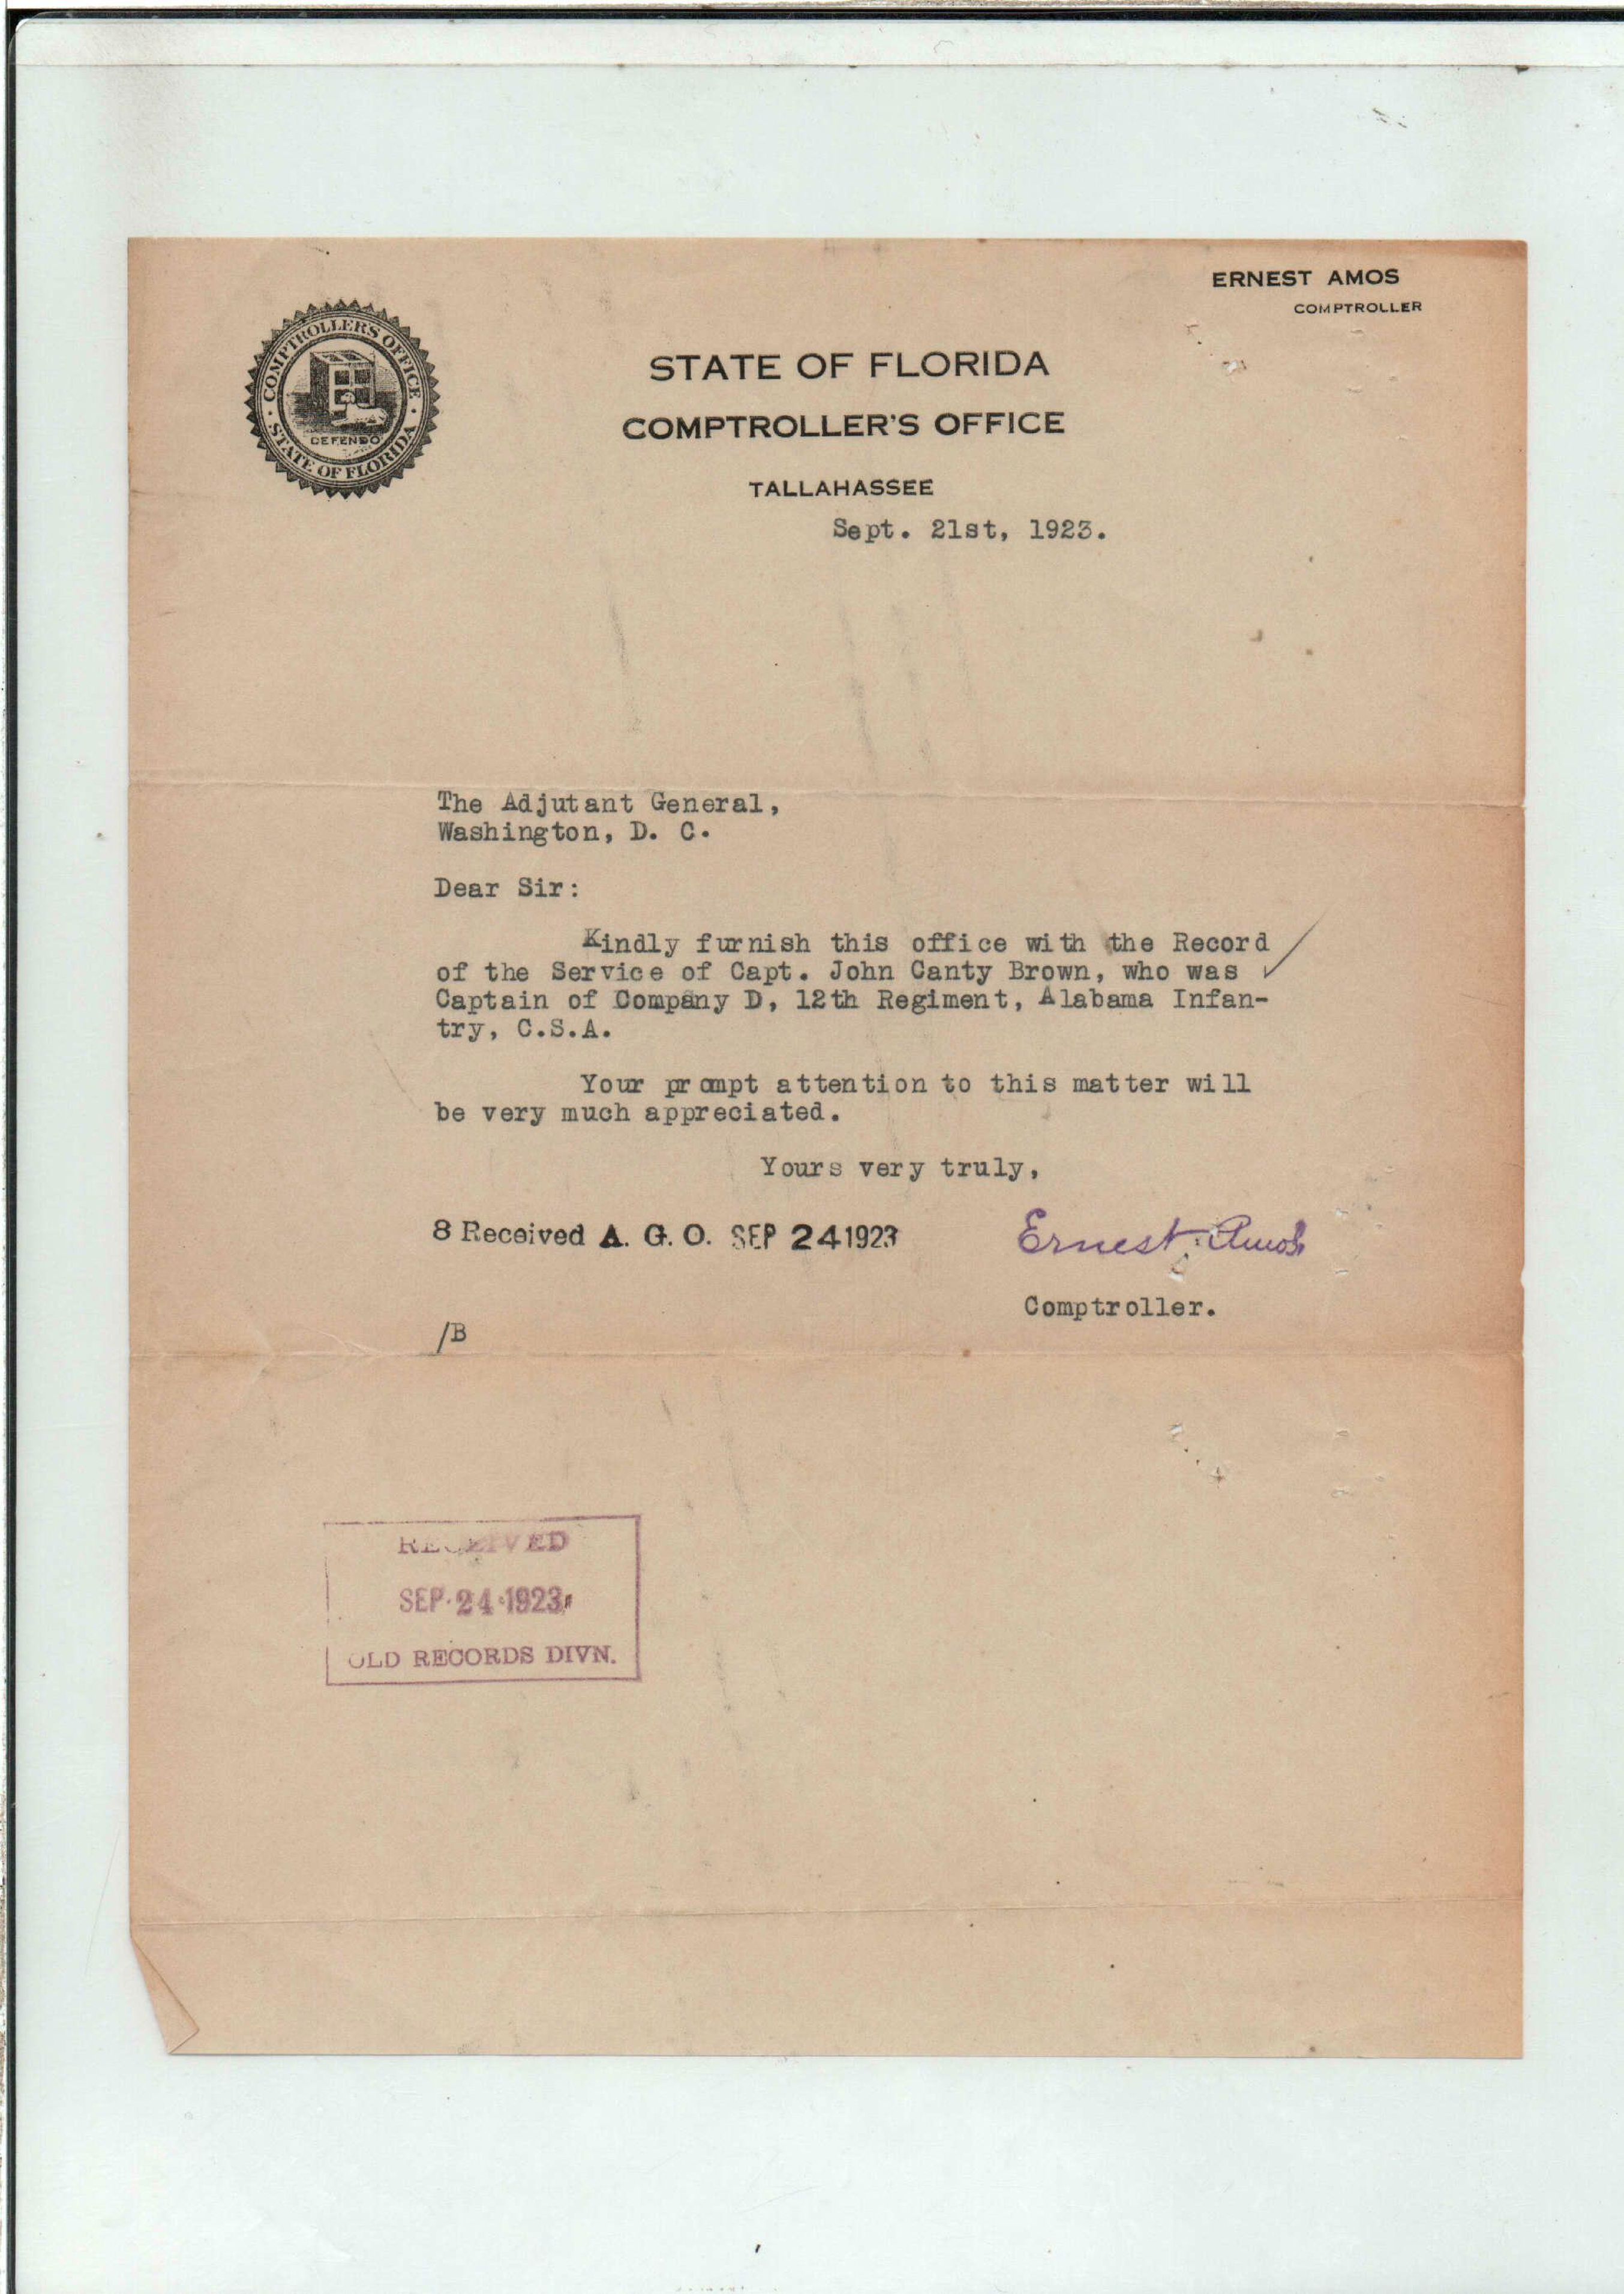 ERNEST AMOS
COMPTROLLER
COMPTROLLERS OFFICE
DEFENDO
STATE OF FLORIDA
STATE OF FLORIDA
COMPTROLLER'S OFFICE
TALLAHASSEE
Sept. 21st, 1923.
The Adjutant General,
Washington, D. C.
Dear Sir:
Kindly furnish this office with the Record
of the Service of Capt. John Canty Brown, who was
Captain of Company D, 12th Regiment, Alabama Infan-
try, C.S.A.
Your prompt attention to this matter will
be very much appreciated.
Yours very truly,
8 Received A. G. O. SEP 24 1923
Ernest Amos
Comptroller.
/B
RECEIVED
SEP 24 1923
OLD RECORDS DIVN.